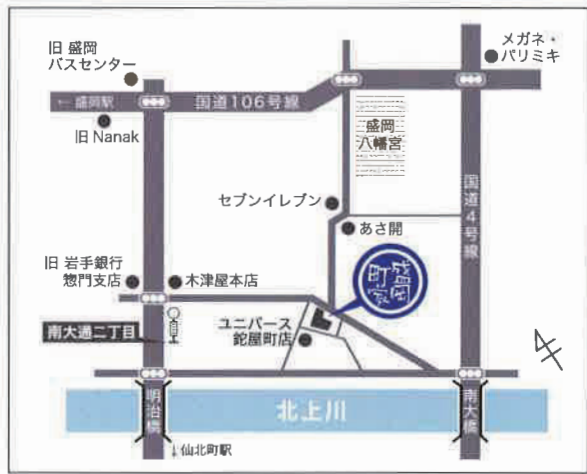 旧 盛岡
バスセンター
メガネ・
パリミキ
← 盛岡駅
国道106号線
旧 Nanak
盛岡
八幡宮
セブンイレブン
国道4号線
あさ開
盛岡
町家
旧 岩手銀行
惣門支店
木津屋本店
南大通二丁目
ユニバース
鉈屋町店
明治橋
北上川
南大橋
↓仙北町駅